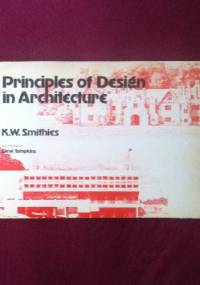 Principles of Design
in Architecture
K.W. Smithies
Steve Tompkins